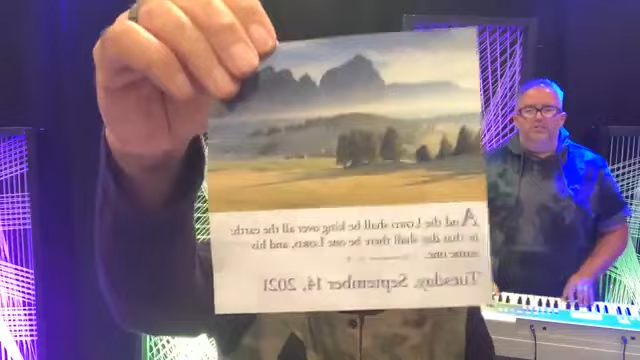 And the LORD shall be king over all the earth:
in that day shall there be one LORD, and his
name one.
Tuesday, September 14, 2021